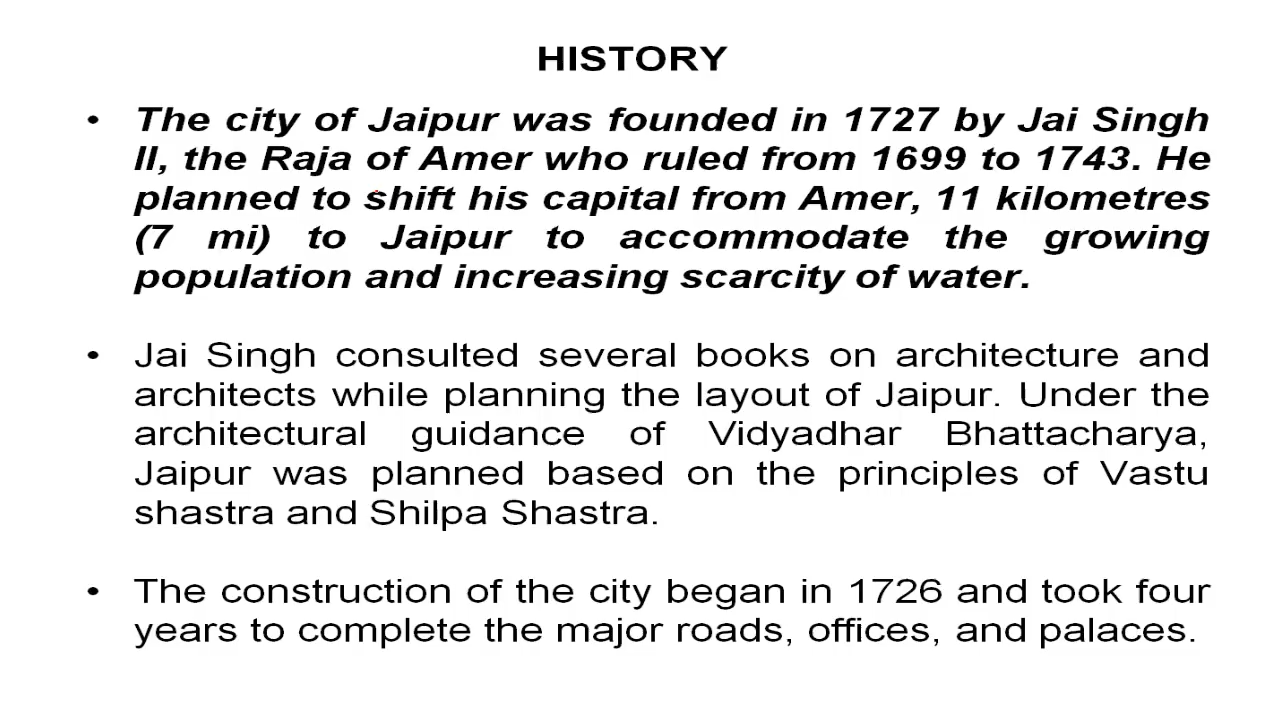 HISTORY
• The city of Jaipur was founded in 1727 by Jai Singh
II, the Raja of Amer who ruled from 1699 to 1743. He
planned to shift his capital from Amer, 11 kilometres
(7 mi) to Jaipur to accommodate the growing
population and increasing scarcity of water.
• Jai Singh consulted several books on architecture and
architects while planning the layout of Jaipur. Under the
architectural guidance of Vidyadhar Bhattacharya,
Jaipur was planned based on the principles of Vastu
shastra and Shilpa Shastra.
• The construction of the city began in 1726 and took four
years to complete the major roads, offices, and palaces.